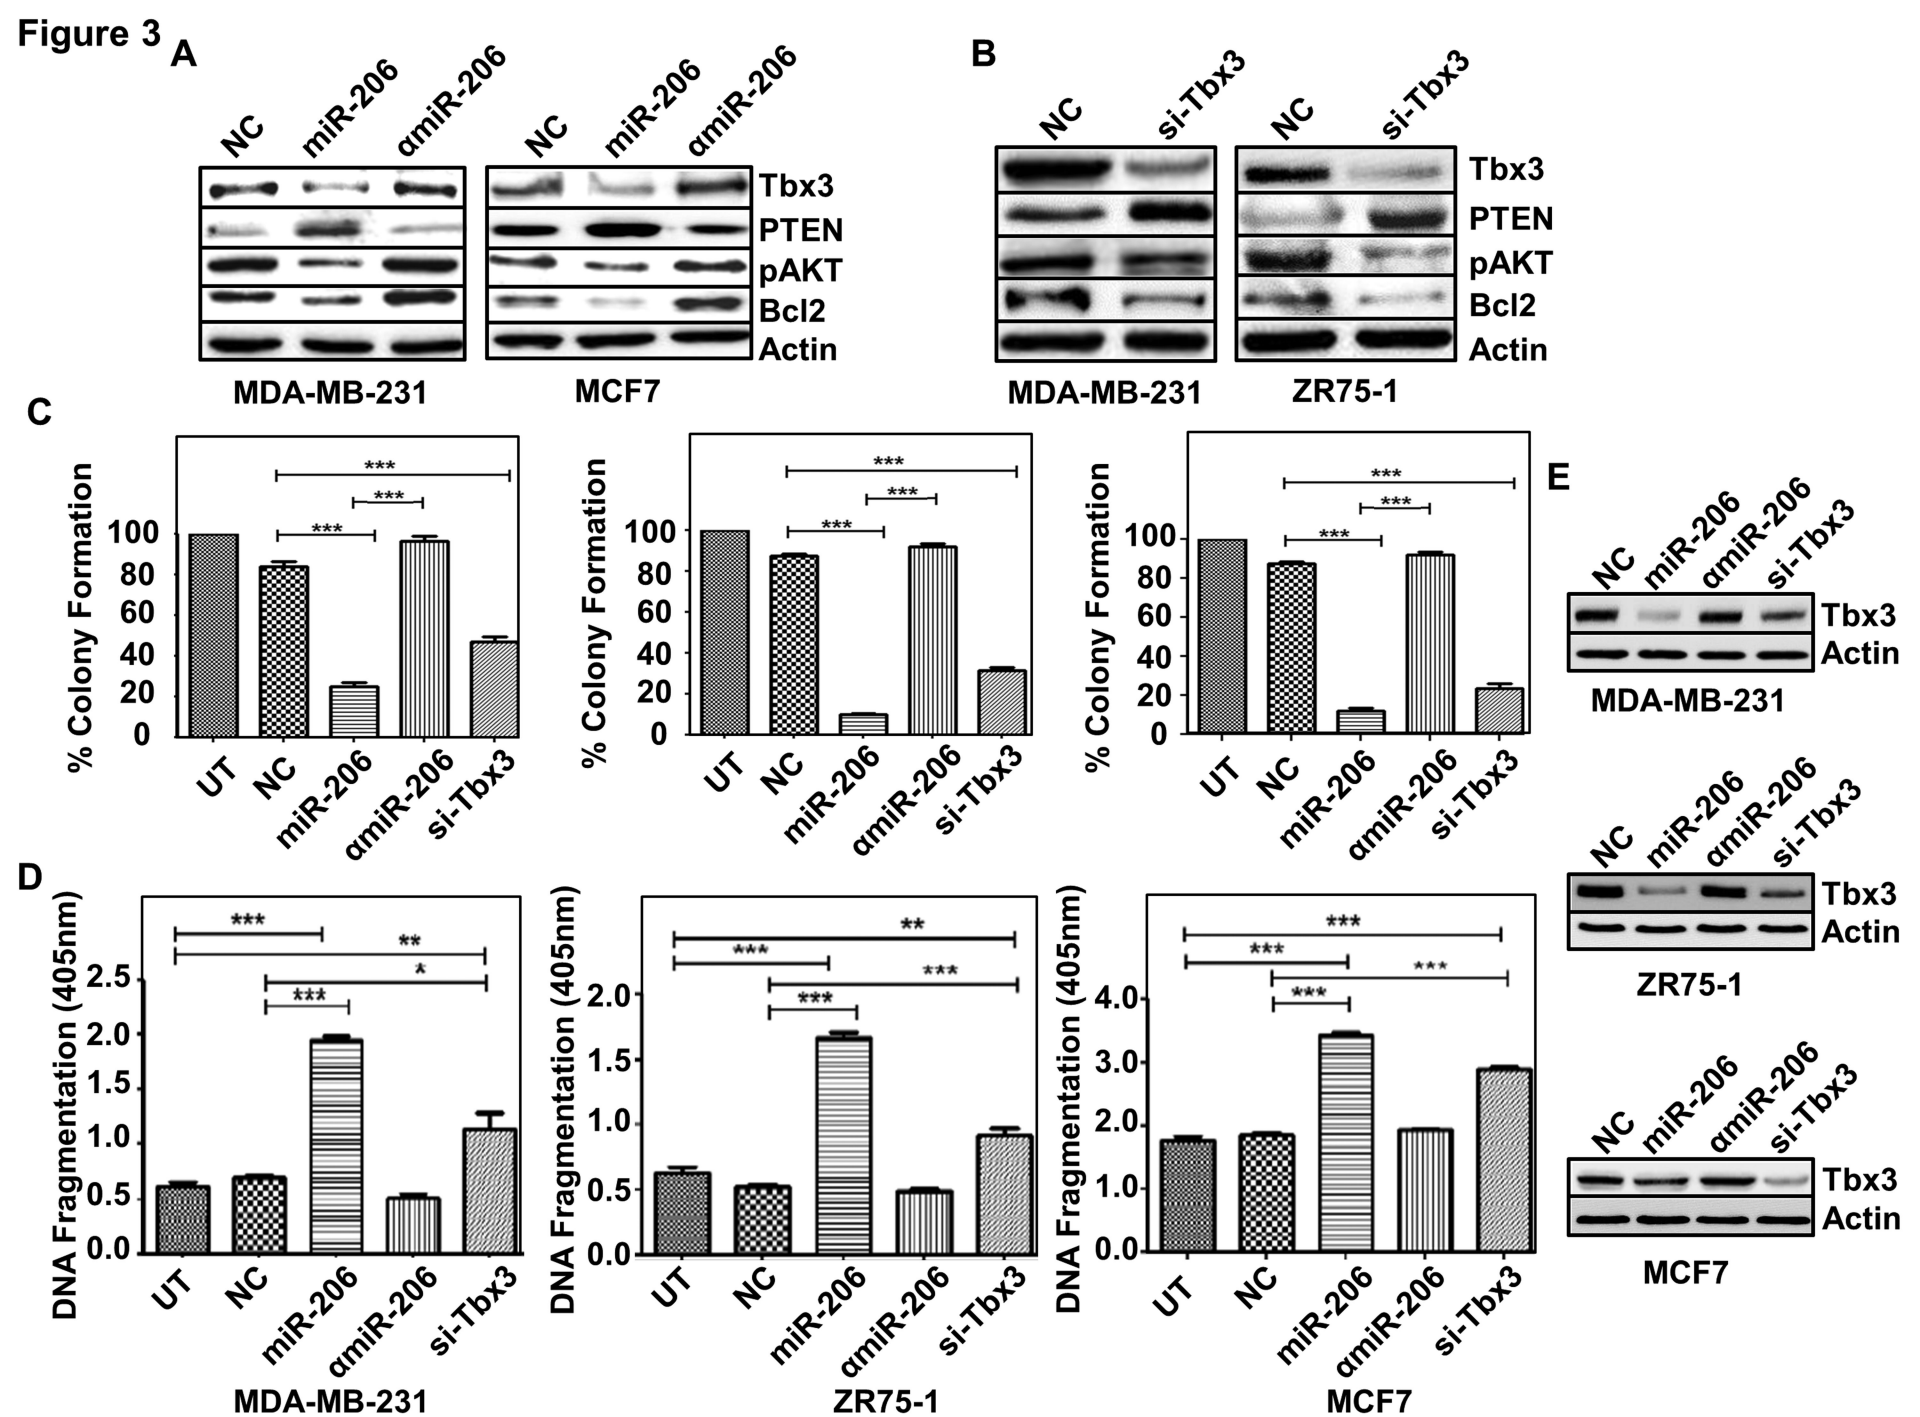 Figure 3
A
NC miR-206 αmiR-206 NC miR-206 αmiR-206
Tbx3
PTEN
pAKT
Bcl2
Actin
MDA-MB-231 MCF7
B
NC si-Tbx3 NC si-Tbx3
Tbx3
PTEN
pAKT
Bcl2
Actin
MDA-MB-231 ZR75-1
C
% Colony Formation
100
80
60
40
20
0
***
***
***
UT NC miR-206 αmiR-206 si-Tbx3
% Colony Formation
100
80
60
40
20
0
***
***
***
UT NC miR-206 αmiR-206 si-Tbx3
% Colony Formation
100
80
60
40
20
0
***
***
***
UT NC miR-206 αmiR-206 si-Tbx3
D
DNA Fragmentation (405nm)
2.5
2.0
1.5
1.0
0.5
0.0
***
**
*
***
UT NC miR-206 αmiR-206 si-Tbx3
MDA-MB-231
DNA Fragmentation (405nm)
2.0
1.5
1.0
0.5
0.0
**
***
***
***
UT NC miR-206 αmiR-206 si-Tbx3
ZR75-1
DNA Fragmentation (405nm)
4.0
3.0
2.0
1.0
0.0
***
***
***
***
UT NC miR-206 αmiR-206 si-Tbx3
MCF7
E
NC miR-206 αmiR-206 si-Tbx3
Tbx3
Actin
MDA-MB-231
NC miR-206 αmiR-206 si-Tbx3
Tbx3
Actin
ZR75-1
NC miR-206 αmiR-206 si-Tbx3
Tbx3
Actin
MCF7